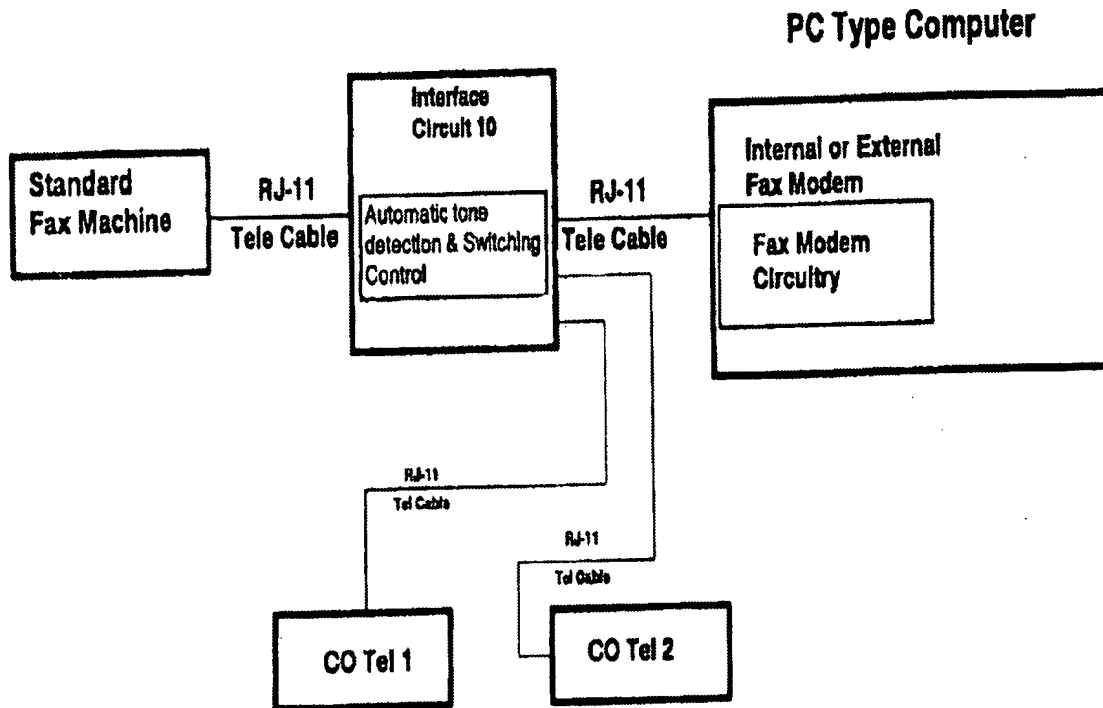 PC Type Computer
Interface
Circuit 10
Standard
Fax Machine
RJ-11
Tele Cable
Automatic tone
detection & Switching
Control
RJ-11
Tele Cable
Internal or External
Fax Modem
Fax Modem
Circuitry
RJ-11
Tel Cable
RJ-11
Tel Cable
CO Tel 1
CO Tel 2